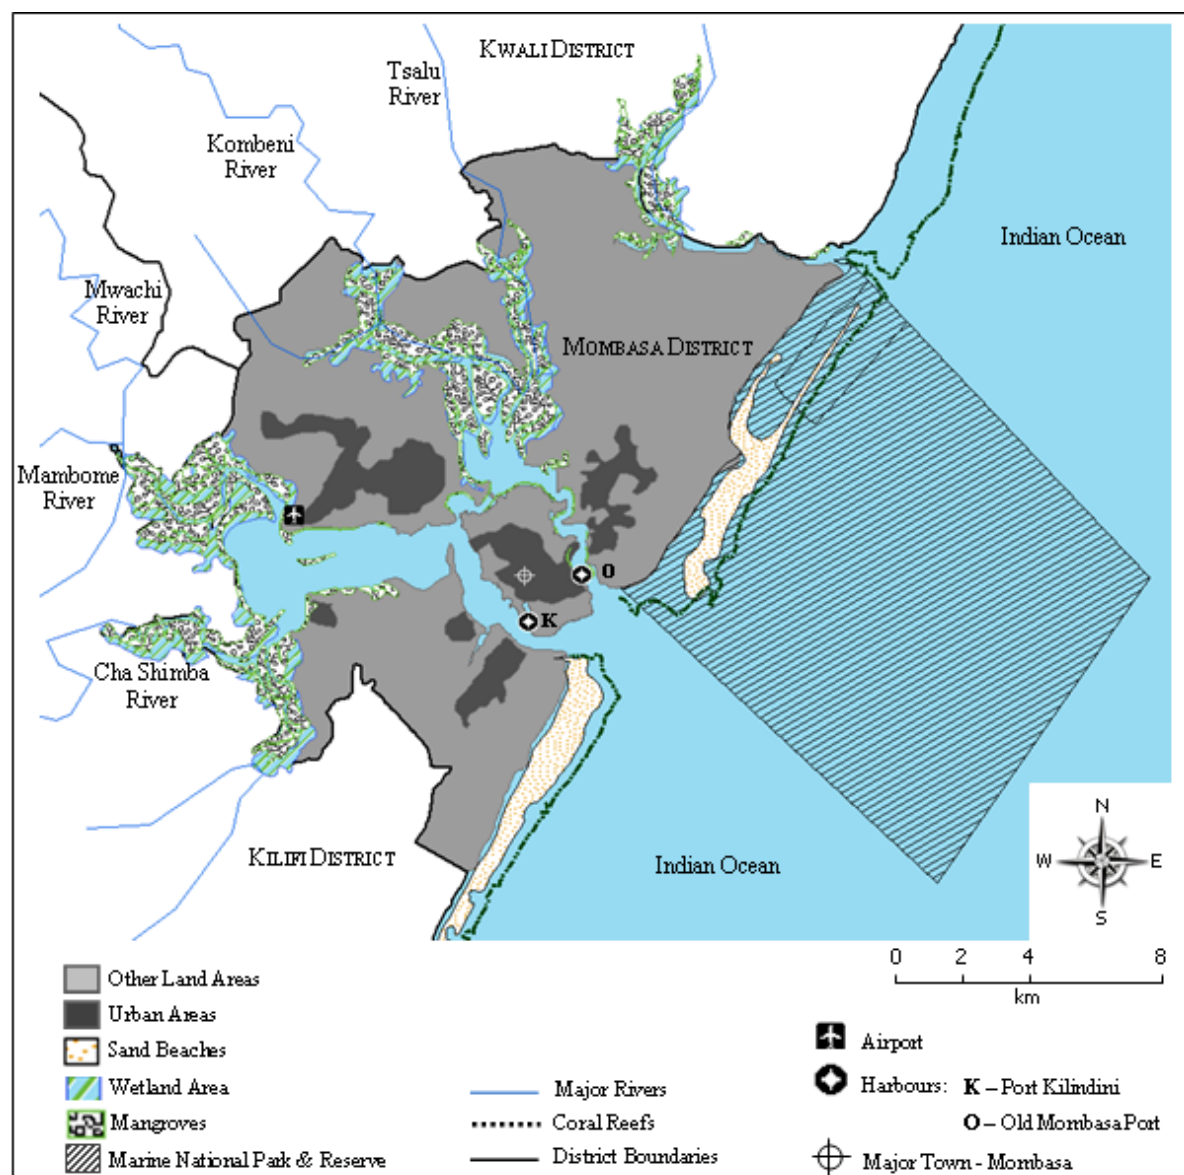 KWALI DISTRICT
Tsalu
River
Kombeni
River
Indian Ocean
Mwachi
River
MOMBASA DISTRICT
Mambome
River
O
K
Cha Shimba
River
KILIFI DISTRICT
Indian Ocean
N
W E
S
0 2 4 8
km
Other Land Areas
Urban Areas
Sand Beaches
Wetland Area
Mangroves
Marine National Park & Reserve
Major Rivers
Coral Reefs
District Boundaries
Airport
Harbours: K – Port Kilindini
O – Old Mombasa Port
Major Town - Mombasa